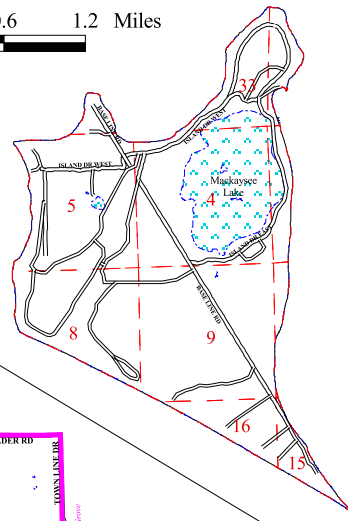 0.6 1.2 Miles
33
BASE LINE RD
ISLAND DR WEST
ISLAND DR WEST
Mackaysee
Lake
4
5
ISLAND DR EAST
BASE LINE RD
8
9
16
15
DER RD
TOWN LINE DR